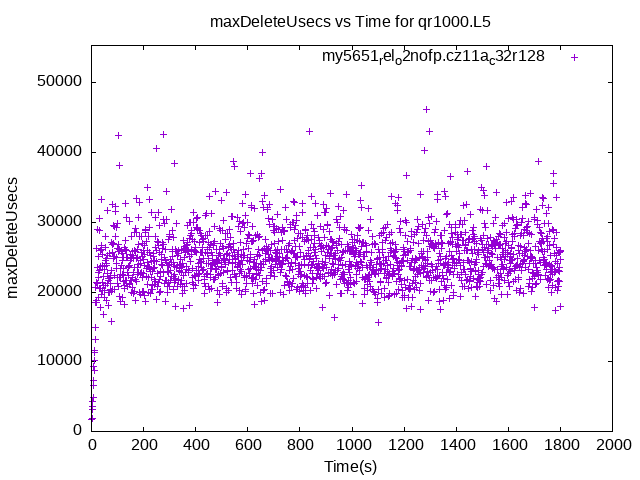 maxDeleteUsecs vs Time for qr1000.L5
my5651relo2nofp.cz11ac32r128
50000
40000
30000
20000
10000
0
maxDeleteUsecs
0 200 400 600 800 1000 1200 1400 1600 1800 2000
Time(s)